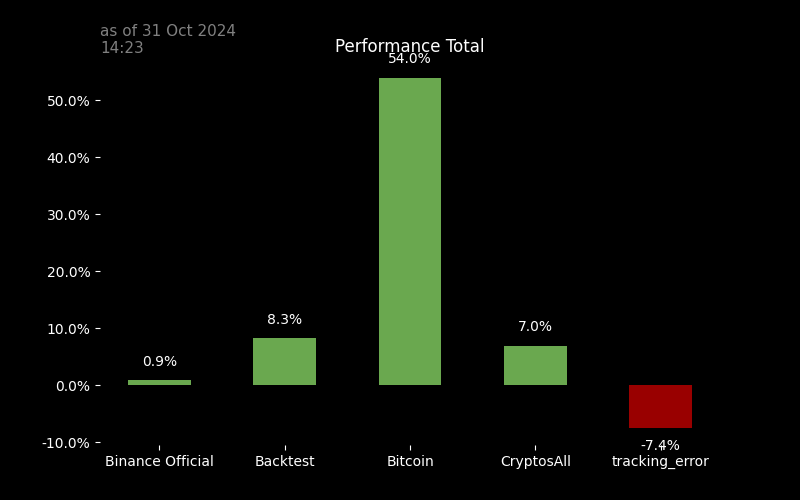 as of 31 Oct 2024
14:23
Performance Total
54.0%
50.0%
40.0%
30.0%
20.0%
10.0%
0.0%
-10.0%
0.9%
8.3%
7.0%
-7.4%
Binance Official
Backtest
Bitcoin
CryptosAll
tracking_error